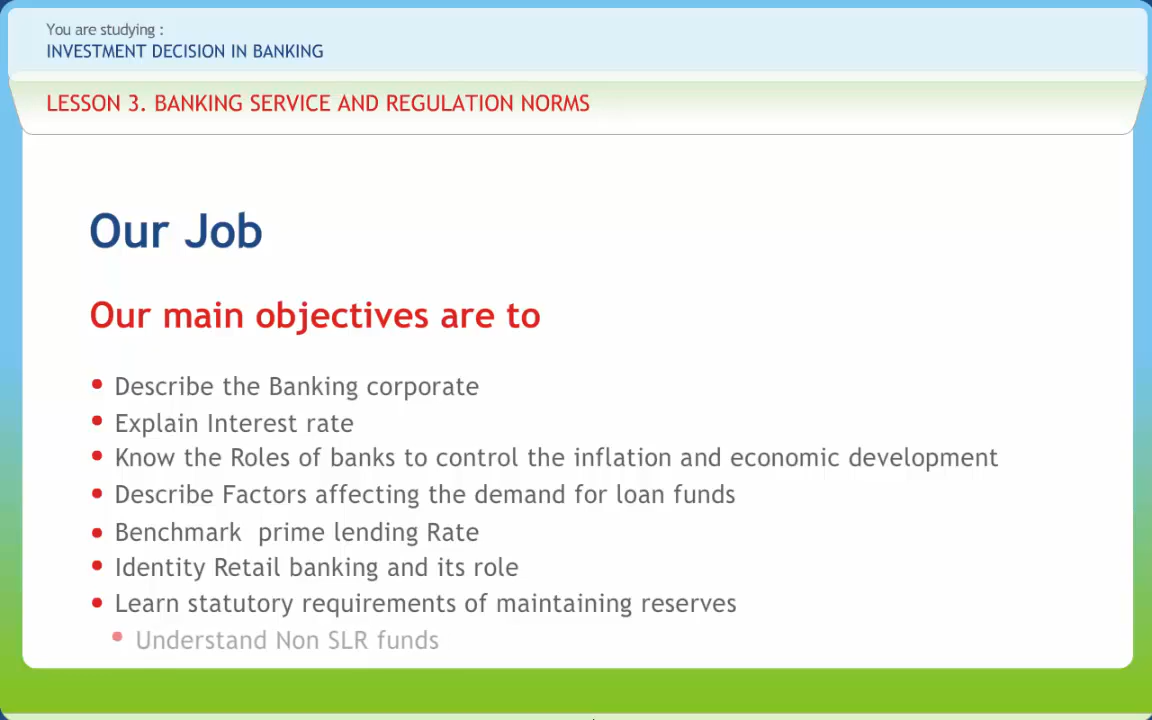 You are studying :
INVESTMENT DECISION IN BANKING
LESSON 3. BANKING SERVICE AND REGULATION NORMS
Our Job
Our main objectives are to
• Describe the Banking corporate
• Explain Interest rate
• Know the Roles of banks to control the inflation and economic development
• Describe Factors affecting the demand for loan funds
• Benchmark  prime lending Rate
• Identity Retail banking and its role
• Learn statutory requirements of maintaining reserves
• Understand Non SLR funds